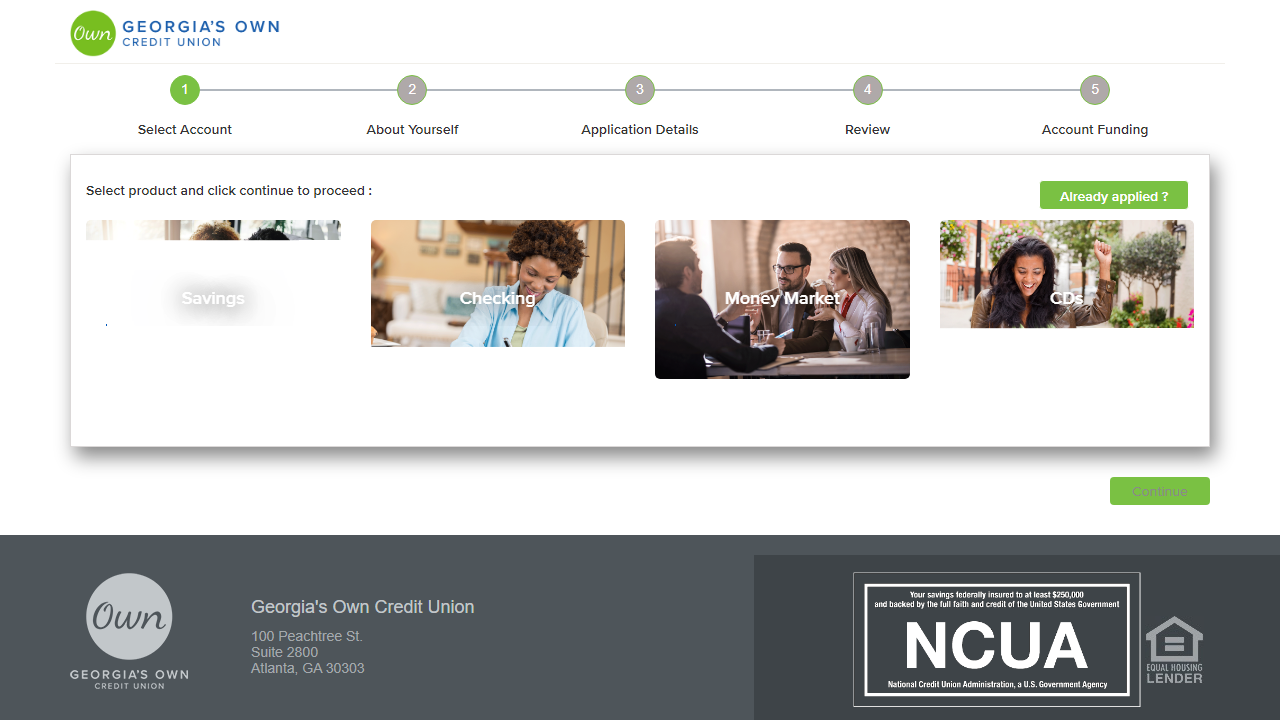 Own GEORGIA'S OWN
CREDIT UNION
1 2 3 4 5
Select Account About Yourself Application Details Review Account Funding
Select product and click continue to proceed :
Already applied ?
Savings Checking Money Market CDs
Continue
Own
GEORGIA'S OWN
CREDIT UNION
Georgia's Own Credit Union
100 Peachtree St.
Suite 2800
Atlanta, GA 30303
Your savings federally insured to at least $250,000
and backed by the full faith and credit of the United States Government
NCUA
National Credit Union Administration, a U.S. Government Agency
EQUAL HOUSING
LENDER